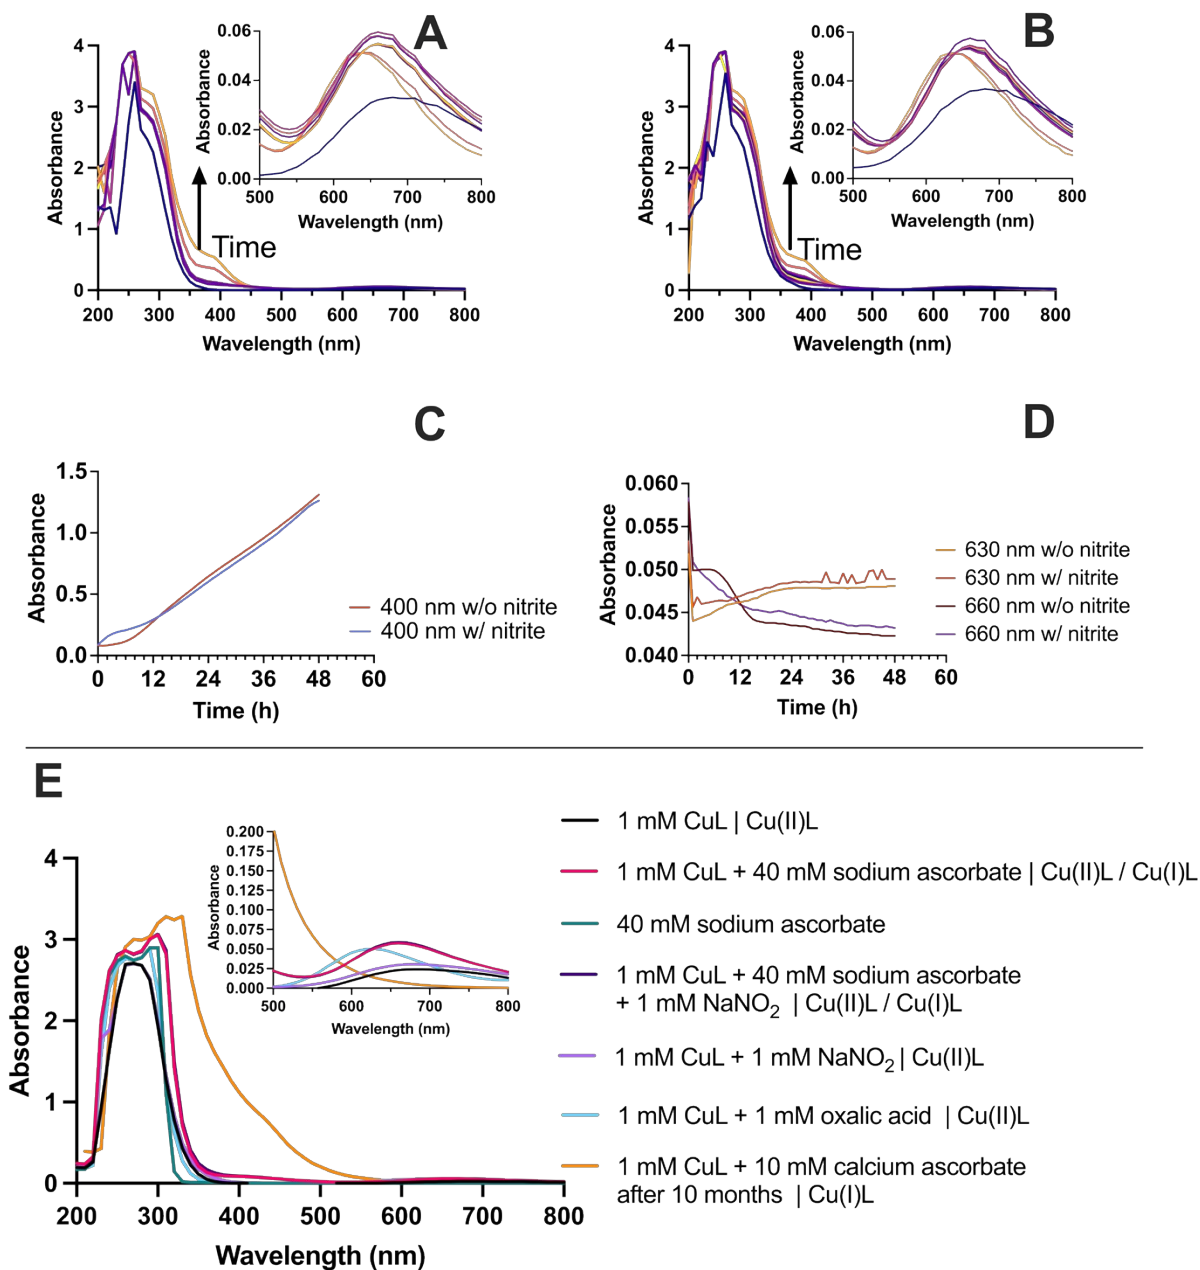 A
4
3
2
1
0
Absorbance
200 300 400 500 600 700 800
Wavelength (nm)
Time
0.06
0.04
0.02
0.00
Absorbance
500 600 700 800
Wavelength (nm)
B
4
3
2
1
0
Absorbance
200 300 400 500 600 700 800
Wavelength (nm)
Time
0.06
0.04
0.02
0.00
Absorbance
500 600 700 800
Wavelength (nm)
C
1.5
1.0
0.5
0.0
Absorbance
0 12 24 36 48 60
Time (h)
400 nm w/o nitrite
400 nm w/ nitrite
D
0.060
0.055
0.050
0.045
0.040
Absorbance
0 12 24 36 48 60
Time (h)
630 nm w/o nitrite
630 nm w/ nitrite
660 nm w/o nitrite
660 nm w/ nitrite
E
4
3
2
1
0
Absorbance
200 300 400 500 600 700 800
Wavelength (nm)
0.200
0.175
0.150
0.125
0.100
0.075
0.050
0.025
0.000
Absorbance
500 600 700 800
Wavelength (nm)
1 mM CuL | Cu(II)L
1 mM CuL + 40 mM sodium ascorbate | Cu(II)L / Cu(I)L
40 mM sodium ascorbate
1 mM CuL + 40 mM sodium ascorbate
+ 1 mM NaNO₂ | Cu(II)L / Cu(I)L
1 mM CuL + 1 mM NaNO₂ | Cu(II)L
1 mM CuL + 1 mM oxalic acid | Cu(II)L
1 mM CuL + 10 mM calcium ascorbate
after 10 months | Cu(I)L